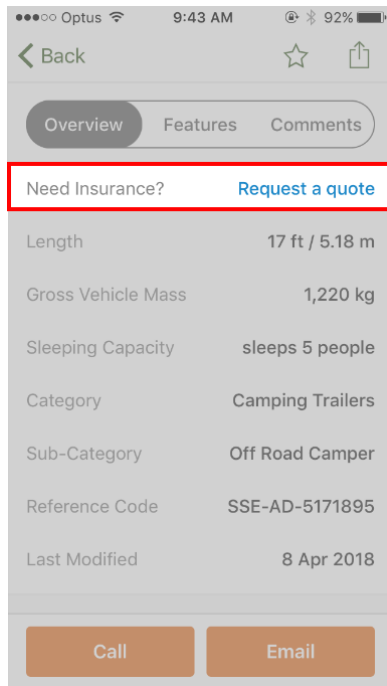 Optus 9:43 AM 92%
Back
Overview Features Comments
Need Insurance? Request a quote
Length 17 ft / 5.18 m
Gross Vehicle Mass 1,220 kg
Sleeping Capacity sleeps 5 people
Category Camping Trailers
Sub-Category Off Road Camper
Reference Code SSE-AD-5171895
Last Modified 8 Apr 2018
Call Email